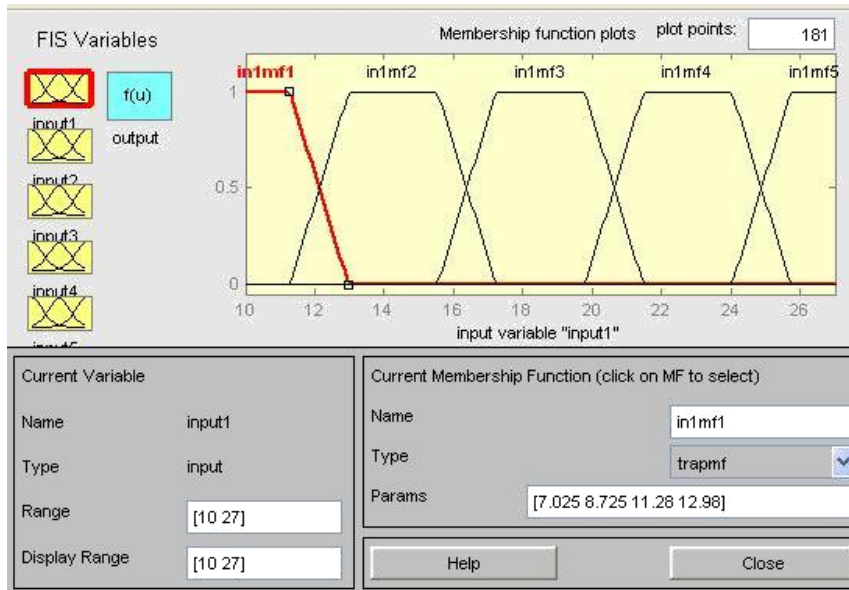 FIS Variables
Membership function plots
plot points:
181
f(u)
input1
output
input2
input3
input4
in1mf1
in1mf2
in1mf3
in1mf4
in1mf5
1
0.5
0
10 12 14 16 18 20 22 24 26
input variable "input1"
Current Variable
Name input1
Type input
Range [10 27]
Display Range [10 27]
Current Membership Function (click on MF to select)
Name in1mf1
Type trapmf
Params [7.025 8.725 11.28 12.98]
Help
Close